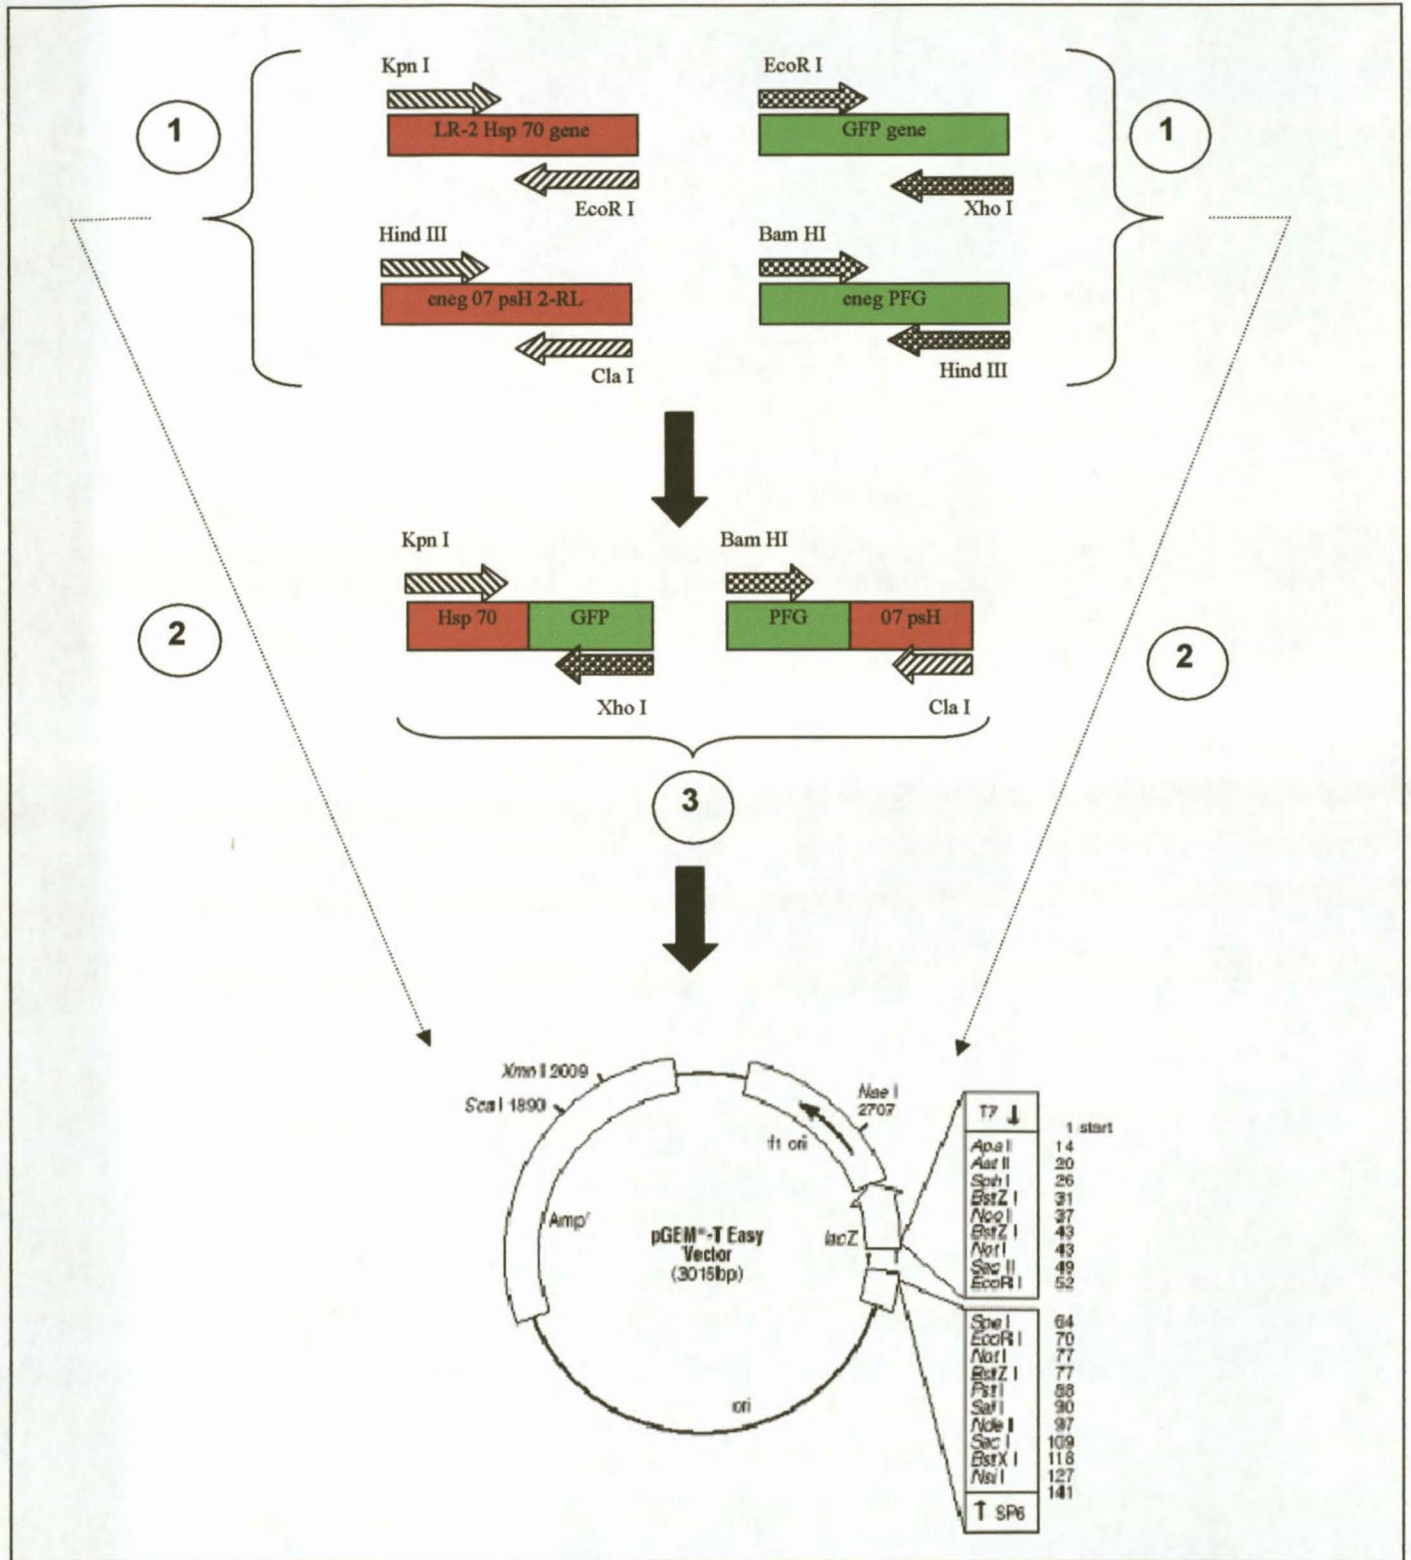 Kpn I
EcoR I
1
LR-2 Hsp 70 gene
GFP gene
1
EcoR I
Xho I
Hind III
Bam HI
eneg 07 psH 2-RL
eneg PFG
Cla I
Hind III
Kpn I
Bam HI
2
Hsp 70
GFP
PFG
07 psH
2
Xho I
Cla I
3
Xmn I 2009
Sca I 1890
Nae I
2707
f1 ori
Amp r
pGEM®-T Easy
Vector
(3015bp)
lacZ
ori
T7 ↓
1 start
Apa I 14
Aat II 20
Sph I 26
BstZ I 31
Nco I 37
BstZ I 43
Not I 43
Sac II 49
EcoR I 52
Spe I 64
EcoR I 70
Not I 77
BstZ I 77
Pst I 88
Sal I 90
Nde I 97
Sac I 109
BstX I 118
Nsi I 127
141
↑ SP6